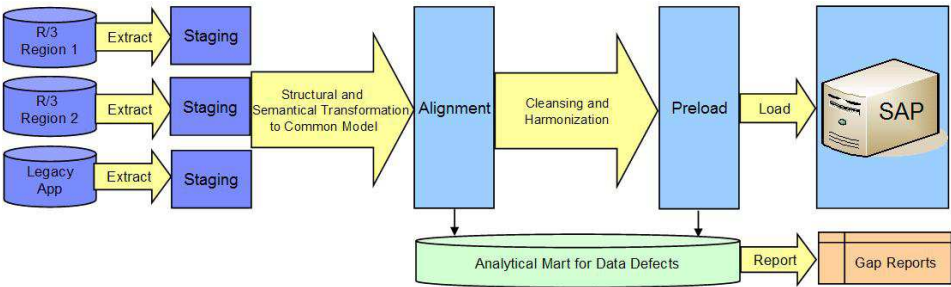 R/3
Region 1
Extract
Staging
R/3
Region 2
Extract
Staging
Legacy
App
Extract
Staging
Structural and
Semantical Transformation
to Common Model
Alignment
Cleansing and
Harmonization
Preload
Load
SAP
Analytical Mart for Data Defects
Report
Gap Reports